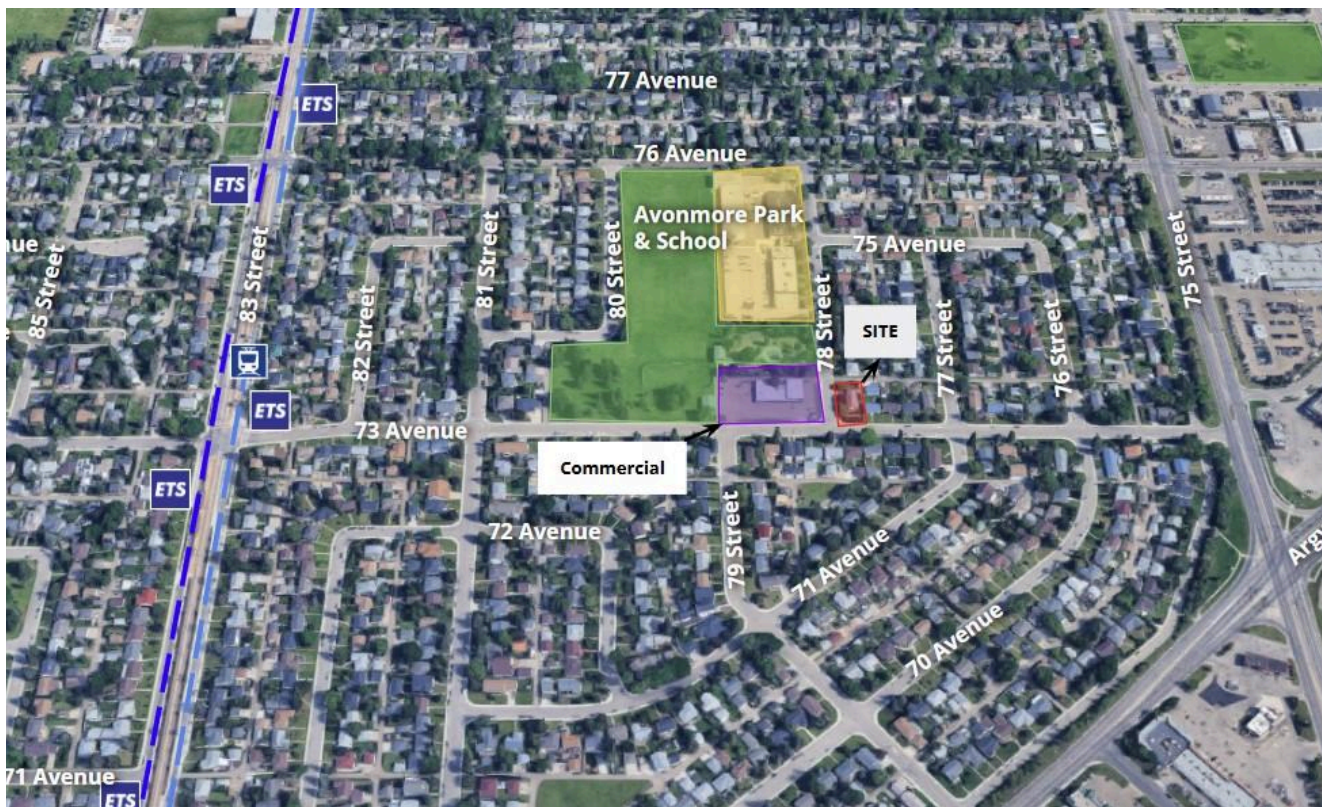 77 Avenue
ETS
76 Avenue
ETS
Avonmore Park
& School
75 Avenue
nue
85 Street
83 Street
82 Street
81 Street
80 Street
78 Street
77 Street
76 Street
75 Street
SITE
ETS
73 Avenue
Commercial
ETS
72 Avenue
79 Street
71 Avenue
70 Avenue
Argy
71 Avenue
ETS